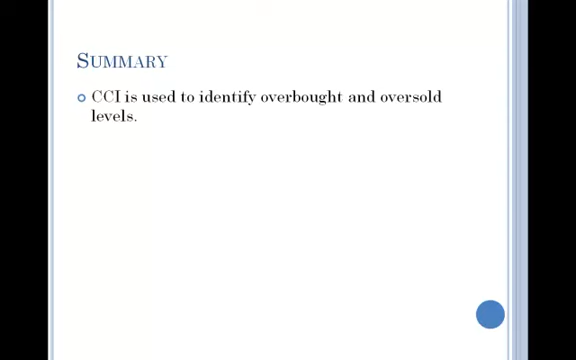 Summary
CCI is used to identify overbought and oversold
levels.